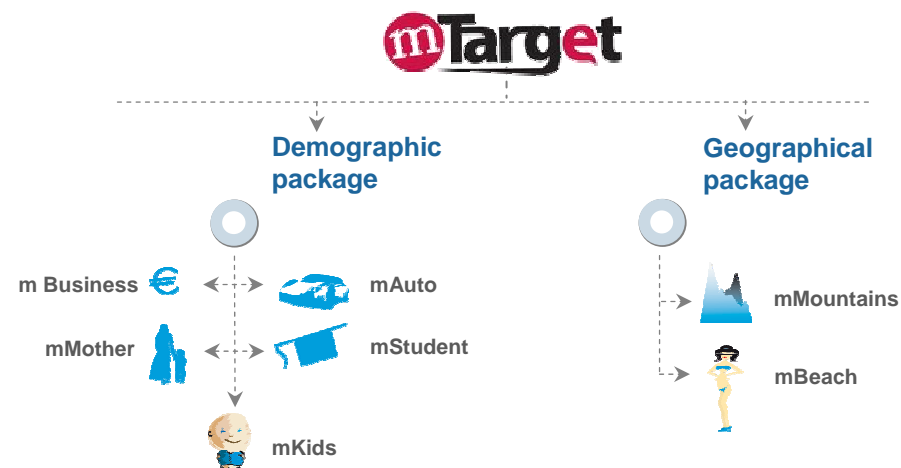 mTarget
Demographic
package
Geographical
package
m Business
€
mAuto
mMountains
mMother
mStudent
mBeach
mKids